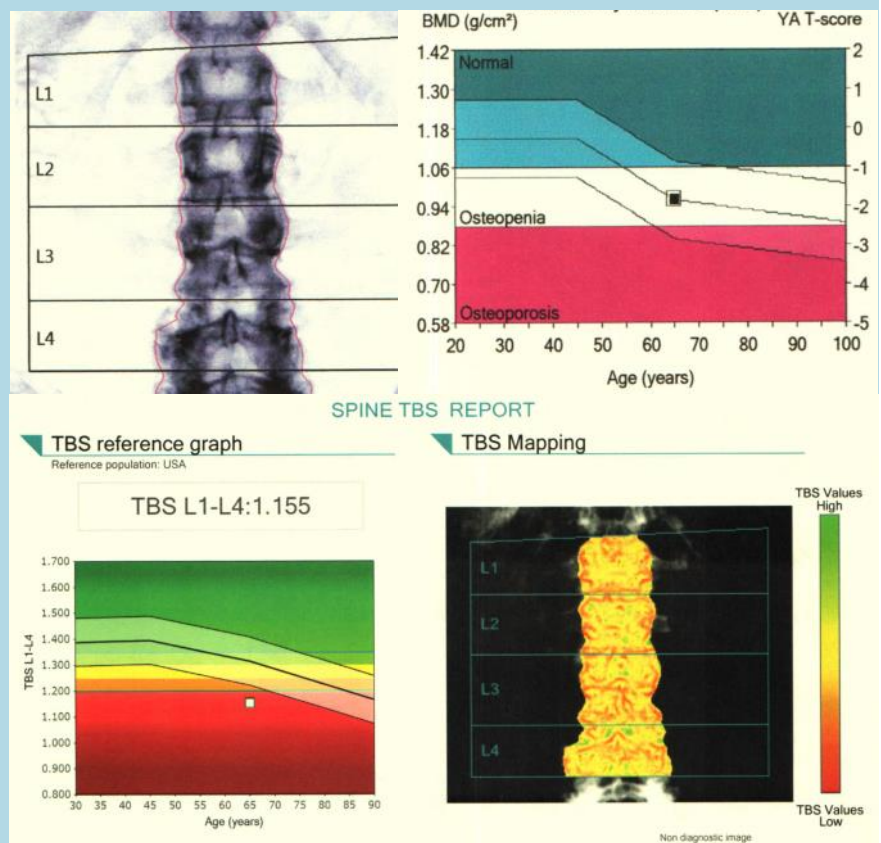 BMD (g/cm²)
YA T-score
L1
L2
L3
L4
1.42
1.30
1.18
1.06
0.94
0.82
0.70
0.58
Normal
Osteopenia
Osteoporosis
2
1
0
-1
-2
-3
-4
-5
20 30 40 50 60 70 80 90 100
Age (years)
SPINE TBS REPORT
TBS reference graph
Reference population: USA
TBS L1-L4:1.155
TBS L1-L4
1.700
1.600
1.500
1.400
1.300
1.200
1.100
1.000
0.900
0.800
30 35 40 45 50 55 60 65 70 75 80 85 90
Age (years)
TBS Mapping
L1
L2
L3
L4
TBS Values
High
TBS Values
Low
Non diagnostic image